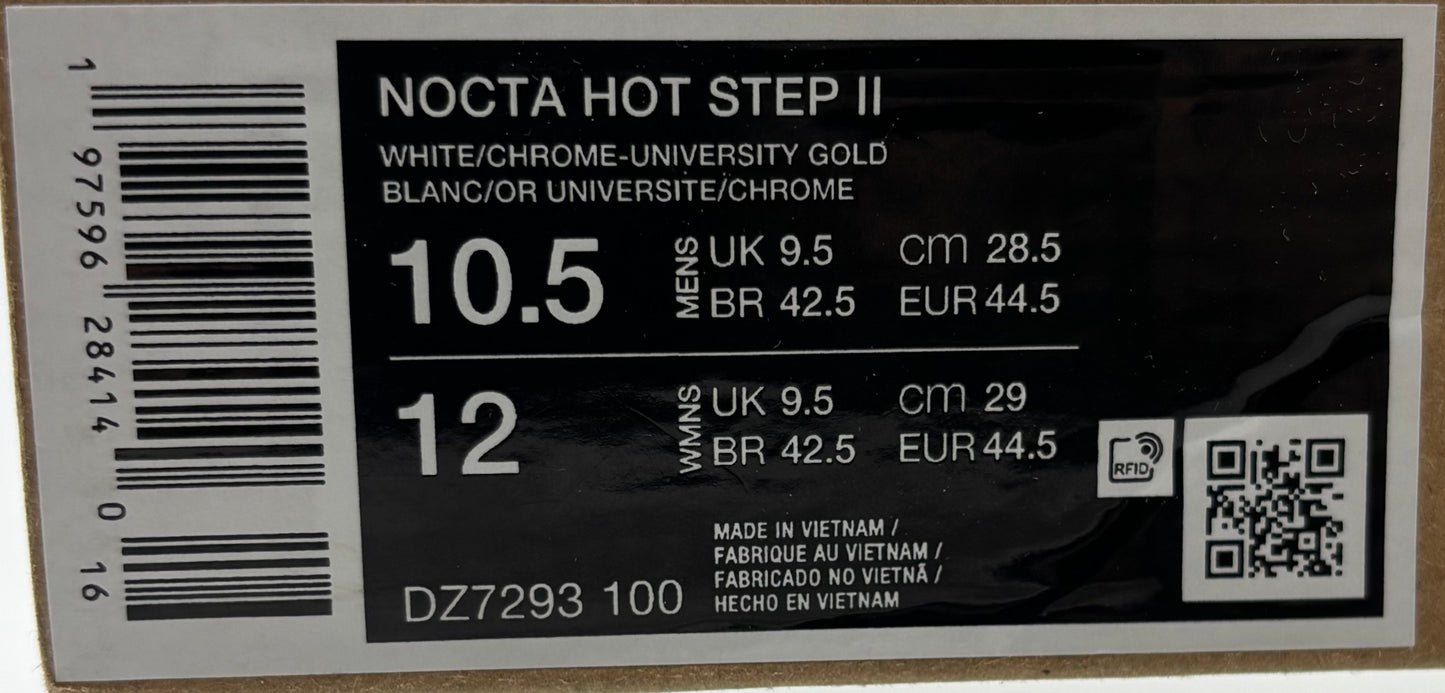 1 97596 28414 0 16
NOCTA HOT STEP II
WHITE/CHROME-UNIVERSITY GOLD
BLANC/OR UNIVERSITE/CHROME
10.5 MENS UK 9.5 cm 28.5
BR 42.5 EUR 44.5
12 WMNS UK 9.5 cm 29
BR 42.5 EUR 44.5
RFID
MADE IN VIETNAM /
FABRIQUE AU VIETNAM /
FABRICADO NO VIETNÃ /
HECHO EN VIETNAM
DZ7293 100